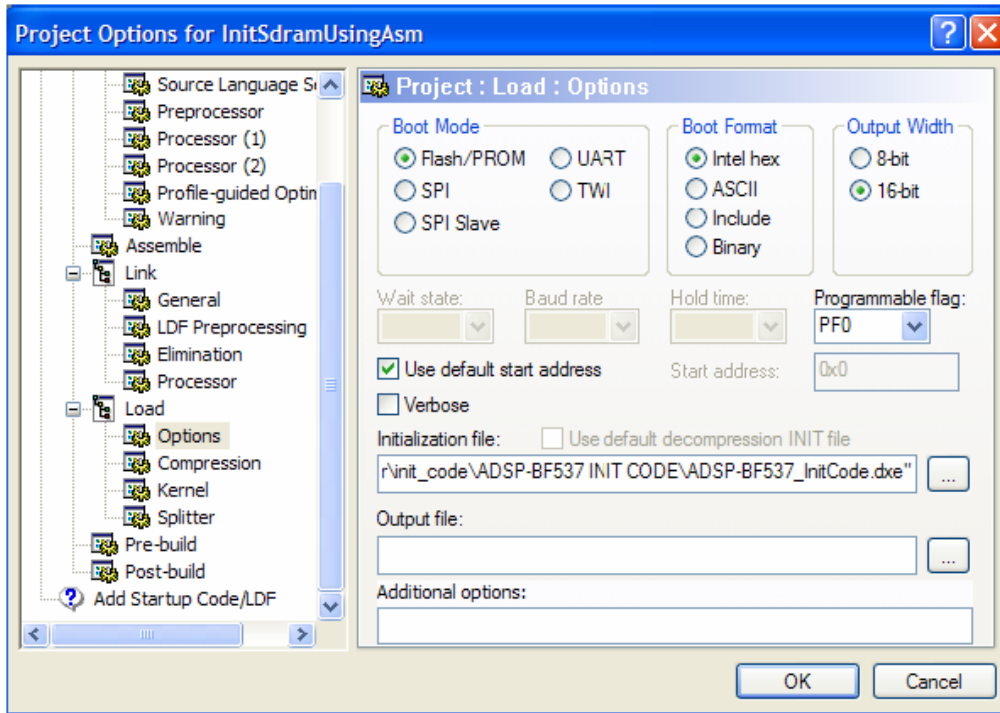 Project Options for InitSdramUsingAsm
Source Language S
Preprocessor
Processor (1)
Processor (2)
Profile-guided Optin
Warning
Assemble
Link
General
LDF Preprocessing
Elimination
Processor
Load
Options
Compression
Kernel
Splitter
Pre-build
Post-build
Add Startup Code/LDF
Project : Load : Options
Boot Mode
Flash/PROM
UART
SPI
TWI
SPI Slave
Boot Format
Intel hex
ASCII
Include
Binary
Output Width
8-bit
16-bit
Wait state:
Baud rate
Hold time:
Programmable flag:
PF0
Use default start address
Start address:
0x0
Verbose
Initialization file:
Use default decompression INIT file
r\init_code\ADSP-BF537 INIT CODE\ADSP-BF537_InitCode.dxe"
...
Output file:
...
Additional options:
OK
Cancel